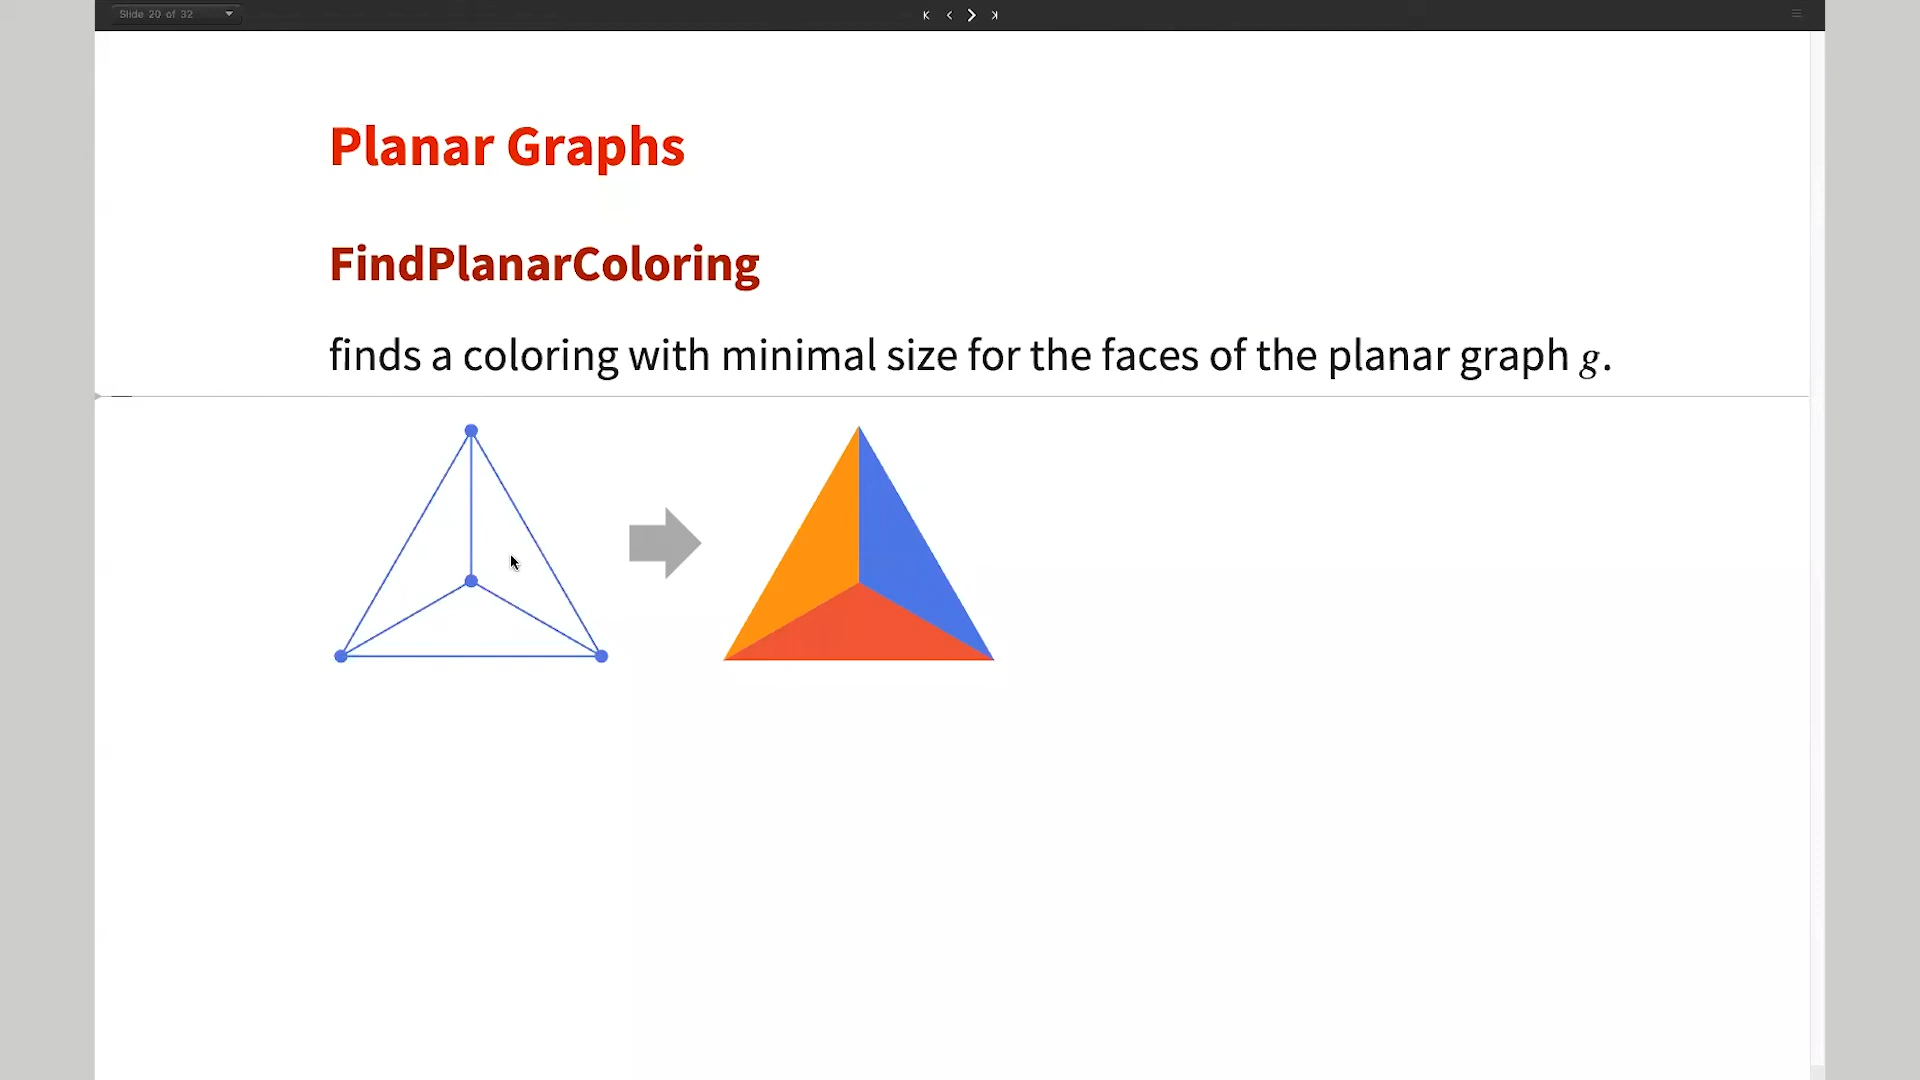 Slide 20 of 32
Planar Graphs
FindPlanarColoring
finds a coloring with minimal size for the faces of the planar graph g.